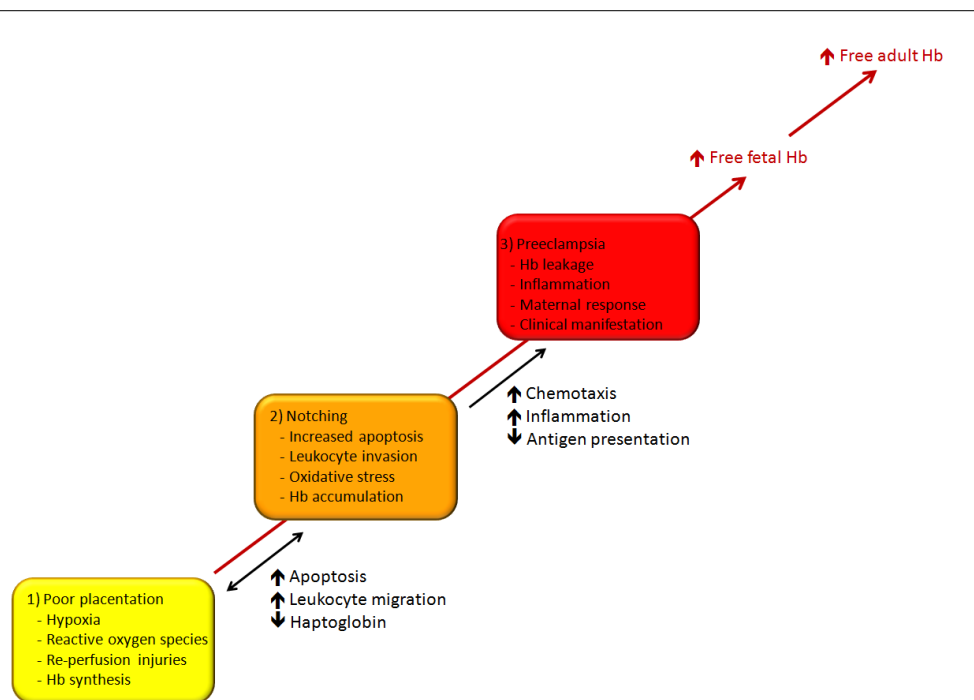 ↑ Free adult Hb
↑ Free fetal Hb
3) Preeclampsia
- Hb leakage
- Inflammation
- Maternal response
- Clinical manifestation
↑ Chemotaxis
↑ Inflammation
↓ Antigen presentation
2) Notching
- Increased apoptosis
- Leukocyte invasion
- Oxidative stress
- Hb accumulation
↑ Apoptosis
↑ Leukocyte migration
↓ Haptoglobin
1) Poor placentation
- Hypoxia
- Reactive oxygen species
- Re-perfusion injuries
- Hb synthesis